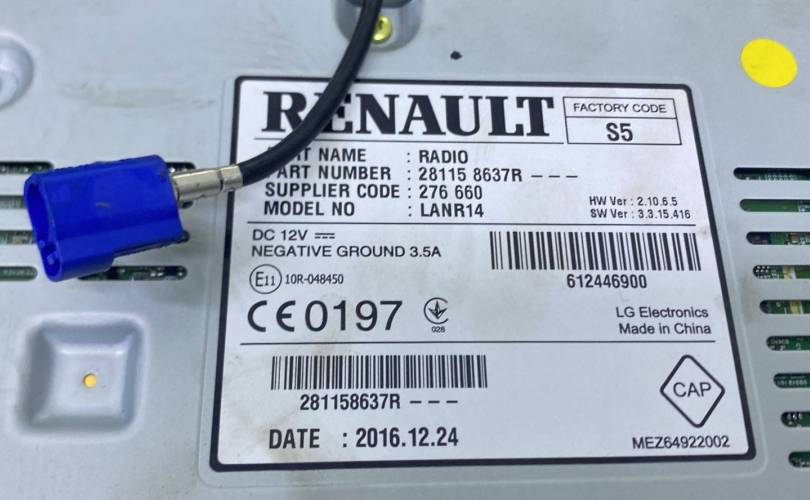 RENAULT
FACTORY CODE
S5
PART NAME : RADIO
PART NUMBER : 28115 8637R - - -
SUPPLIER CODE : 276 660
MODEL NO : LANR14
HW Ver : 2.10.6.5
SW Ver : 3.3.15.416
DC 12V
NEGATIVE GROUND 3.5A
E11 10R-048450
CE0197
028
612446900
LG Electronics
Made in China
281158637R - - -
CAP
DATE : 2016.12.24
MEZ64922002